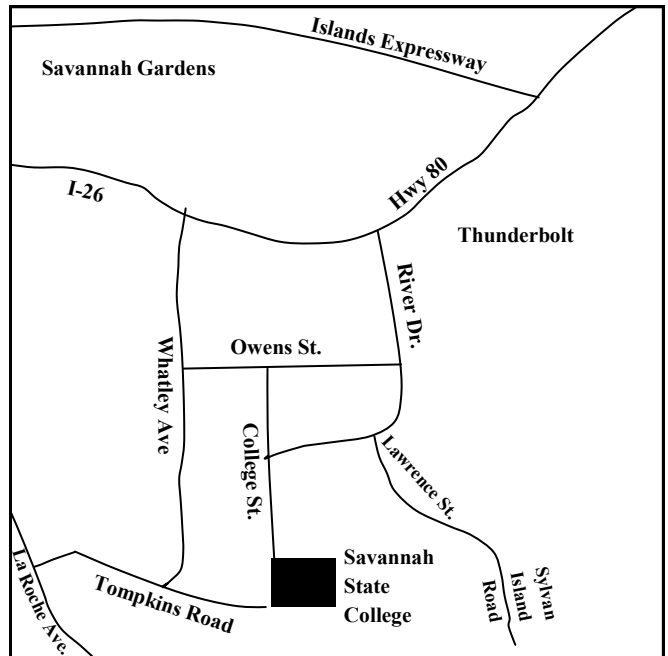 Islands Expressway
Savannah Gardens
I-26
Hwy 80
Thunderbolt
River Dr.
Owens St.
Whatley Ave
College St.
Lawrence St.
Savannah
State
College
Sylvan
Island
Road
La Roche Ave.
Tompkins Road